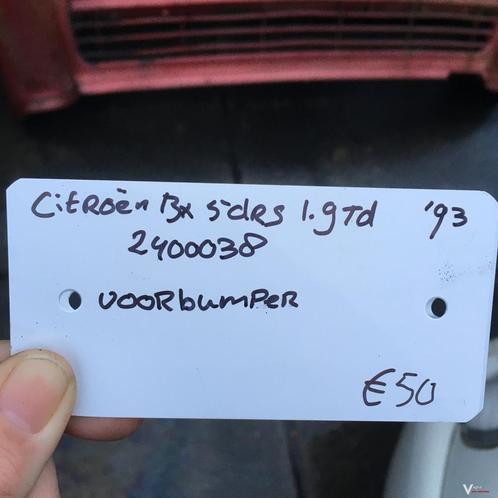 Citroën Bx 5drs 1.9Td '93
2400038
voorbumper
€50